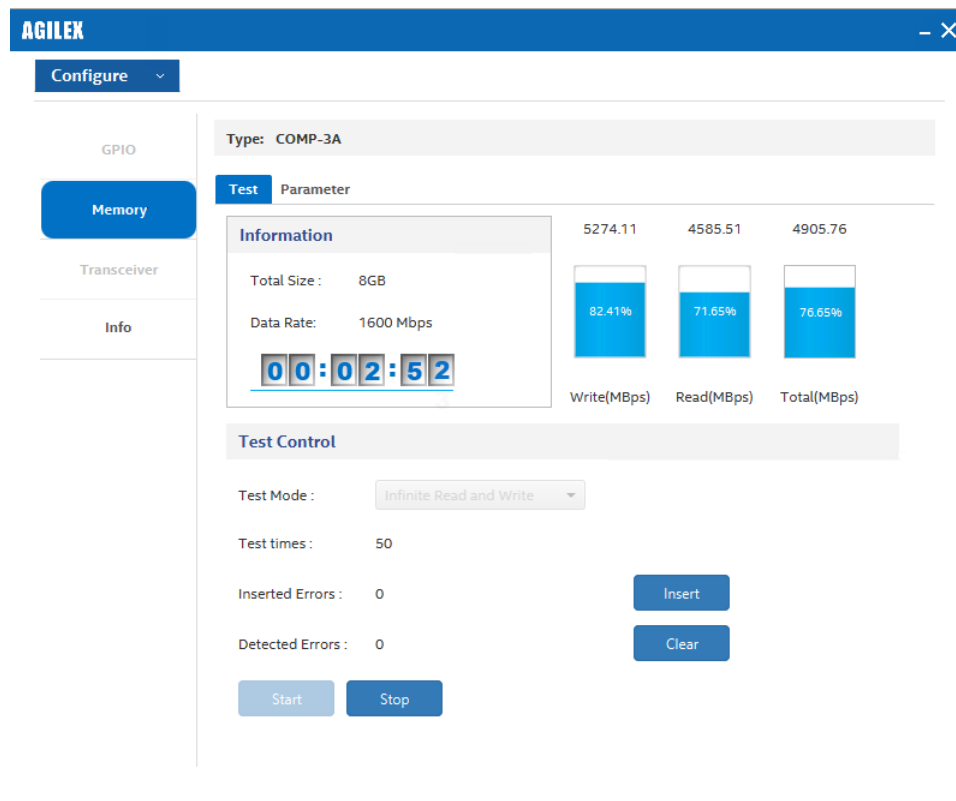 AGILEX
Configure
GPIO
Memory
Transceiver
Info
Type: COMP-3A
Test Parameter
Information
Total Size : 8GB
Data Rate: 1600 Mbps
00:02:52
5274.11 4585.51 4905.76
82.41% 71.65% 76.65%
Write(MBps) Read(MBps) Total(MBps)
Test Control
Test Mode : Infinite Read and Write
Test times : 50
Inserted Errors : 0 Insert
Detected Errors : 0 Clear
Start Stop